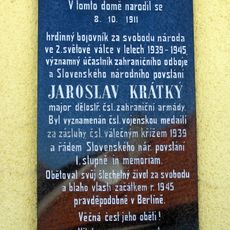 V tomto domě narodil se
8. 10. 1911
hrdinný bojovník za svobodu národa
ve 2. světové válce v letech 1939-1945
významný účastník zahraničního odboje
a Slovenského národního povstání
JAROSLAV KRÁTKÝ
major dělostř. čsl. zahraniční armády.
Byl vyznamenán čsl. vojenskou medailí
za zásluhy čsl. válečným křížem 1939
a řádem Slovenského nár. povstání
I. stupně in memoriam.
Obětoval svůj šlechetný život za svobodu
a blaho vlasti začátkem r. 1945
pravděpodobně v Berlíně.
Věčná čest jeho oběti!